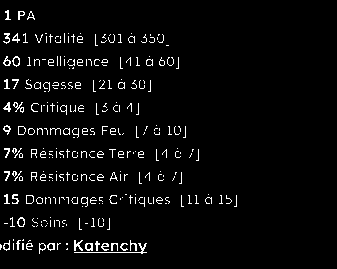 1 PA
341 Vitalité [301 à 350]
60 Intelligence [41 à 60]
17 Sagesse [21 à 30]
4% Critique [3 à 4]
9 Dommages Feu [7 à 10]
7% Résistance Terre [4 à 7]
7% Résistance Air [4 à 7]
15 Dommages Critiques [11 à 15]
-10 Soins [-10]
odifié par : Katenchy